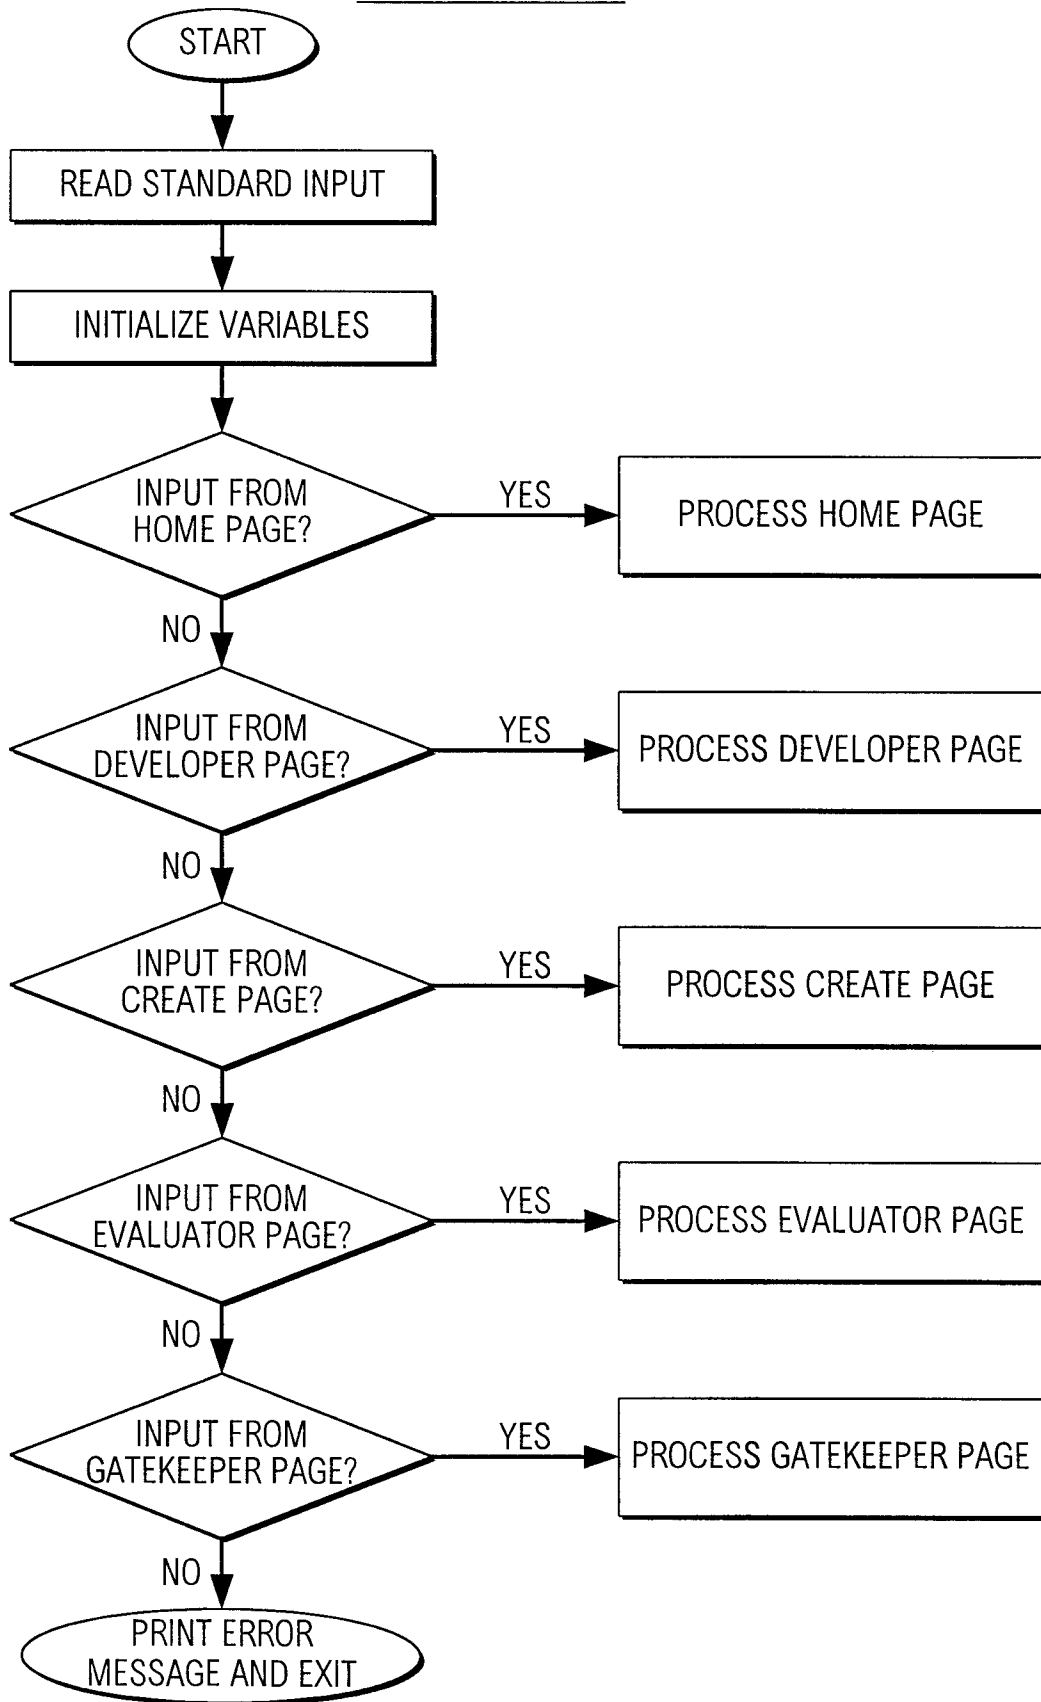 START
READ STANDARD INPUT
INITIALIZE VARIABLES
INPUT FROM
HOME PAGE?
YES
PROCESS HOME PAGE
NO
INPUT FROM
DEVELOPER PAGE?
YES
PROCESS DEVELOPER PAGE
NO
INPUT FROM
CREATE PAGE?
YES
PROCESS CREATE PAGE
NO
INPUT FROM
EVALUATOR PAGE?
YES
PROCESS EVALUATOR PAGE
NO
INPUT FROM
GATEKEEPER PAGE?
YES
PROCESS GATEKEEPER PAGE
NO
PRINT ERROR
MESSAGE AND EXIT